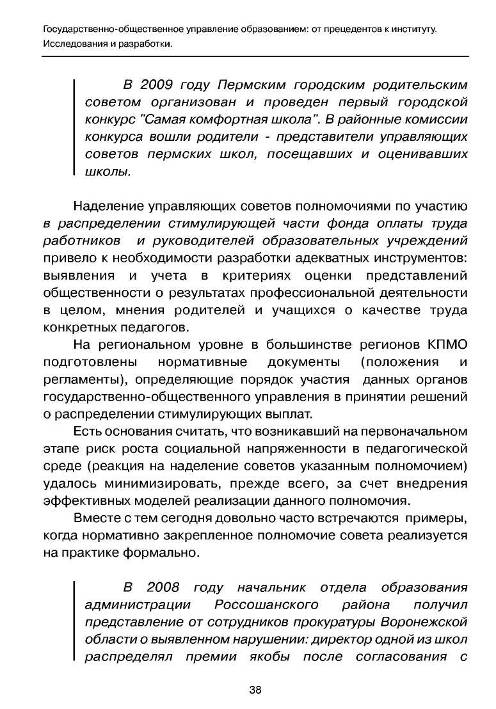 Государственно-общественное управление образованием: от прецедентов к институту.
Исследования и разработки.
В 2009 году Пермским городским родительским
советом организован и проведен первый городской
конкурс "Самая комфортная школа". В районные комиссии
конкурса вошли родители - представители управляющих
советов пермских школ, посещавших и оценивавших
школы.
Наделение управляющих советов полномочиями по участию
в распределении стимулирующей части фонда оплаты труда
работников и руководителей образовательных учреждений
привело к необходимости разработки адекватных инструментов:
выявления и учета в критериях оценки представлений
общественности о результатах профессиональной деятельности
в целом, мнения родителей и учащихся о качестве труда
конкретных педагогов.
На региональном уровне в большинстве регионов КПМО
подготовлены нормативные документы (положения и
регламенты), определяющие порядок участия данных органов
государственно-общественного управления в принятии решений
о распределении стимулирующих выплат.
Есть основания считать, что возникавший на первоначальном
этапе риск роста социальной напряженности в педагогической
среде (реакция на наделение советов указанным полномочием)
удалось минимизировать, прежде всего, за счет внедрения
эффективных моделей реализации данного полномочия.
Вместе с тем сегодня довольно часто встречаются примеры,
когда нормативно закрепленное полномочие совета реализуется
на практике формально.
В 2008 году начальник отдела образования
администрации Россошанского района получил
представление от сотрудников прокуратуры Воронежской
области о выявленном нарушении: директор одной из школ
распределял премии якобы после согласования с
38